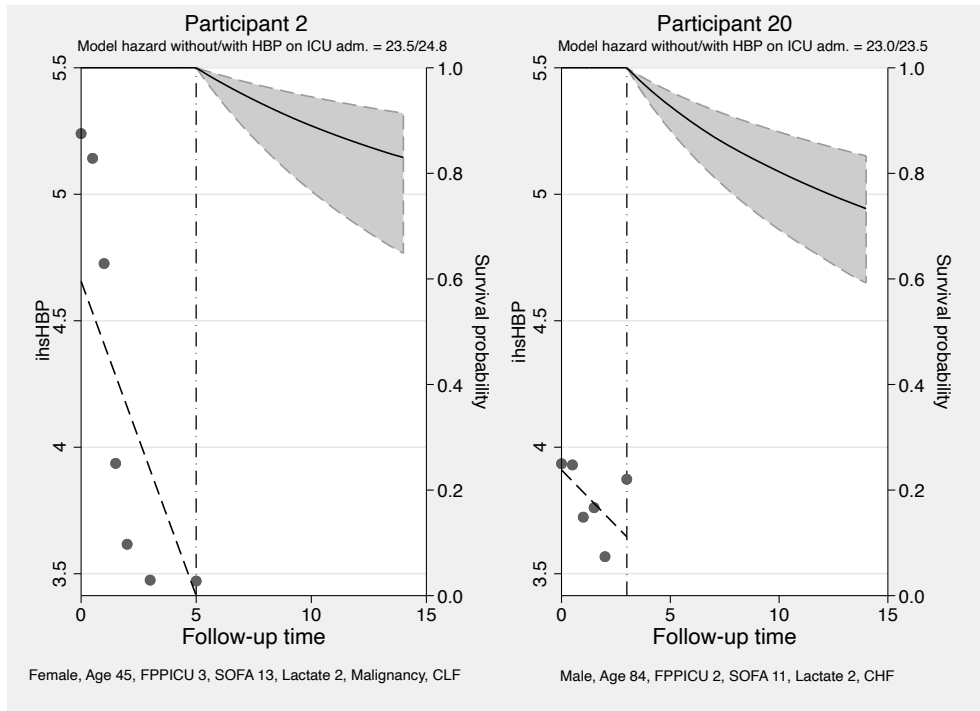 Participant 2
Model hazard without/with HBP on ICU adm. = 23.5/24.8
5.5
5
4.5
4
3.5
ihsHBP
1.0
0.8
0.6
0.4
0.2
0.0
Survival probability
0
5
10
15
Follow-up time
Female, Age 45, FPPICU 3, SOFA 13, Lactate 2, Malignancy, CLF
Participant 20
Model hazard without/with HBP on ICU adm. = 23.0/23.5
5.5
5
4.5
4
3.5
ihsHBP
1.0
0.8
0.6
0.4
0.2
0.0
Survival probability
0
5
10
15
Follow-up time
Male, Age 84, FPPICU 2, SOFA 11, Lactate 2, CHF